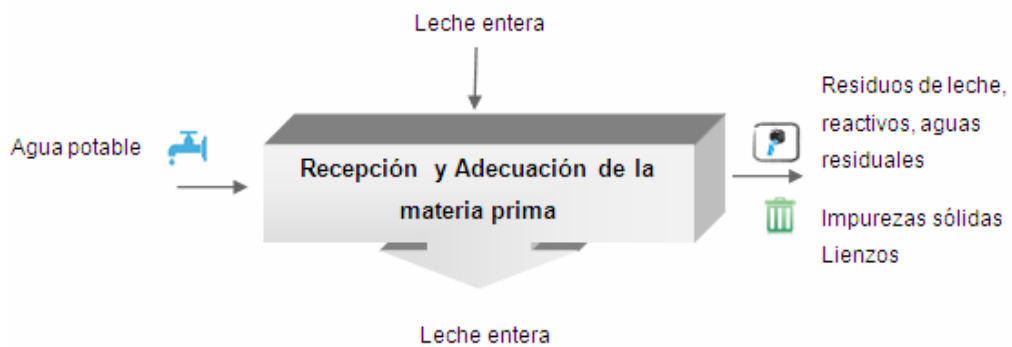 Leche entera
Agua potable
Recepción y Adecuación de la
materia prima
Residuos de leche,
reactivos, aguas
residuales
Impurezas sólidas
Lienzos
Leche entera